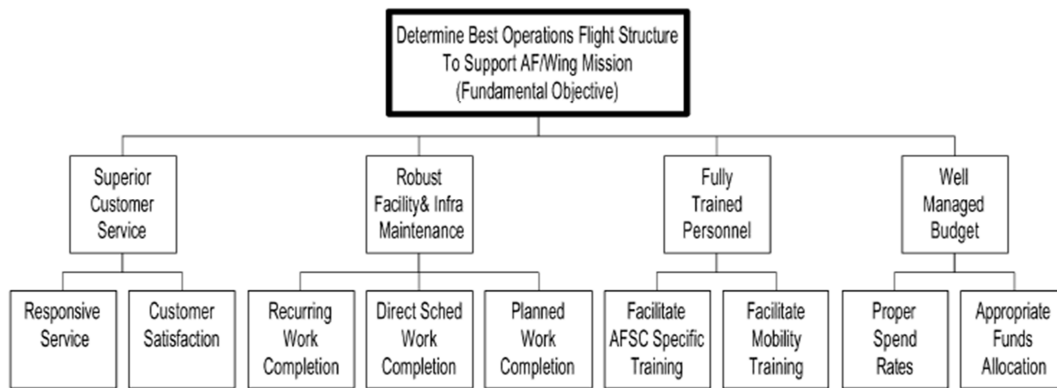 Determine Best Operations Flight Structure
To Support AF/Wing Mission
(Fundamental Objective)
Superior
Customer
Service
Robust
Facility& Infra
Maintenance
Fully
Trained
Personnel
Well
Managed
Budget
Responsive
Service
Customer
Satisfaction
Recurring
Work
Completion
Direct Sched
Work
Completion
Planned
Work
Completion
Facilitate
AFSC Specific
Training
Facilitate
Mobility
Training
Proper
Spend
Rates
Appropriate
Funds
Allocation